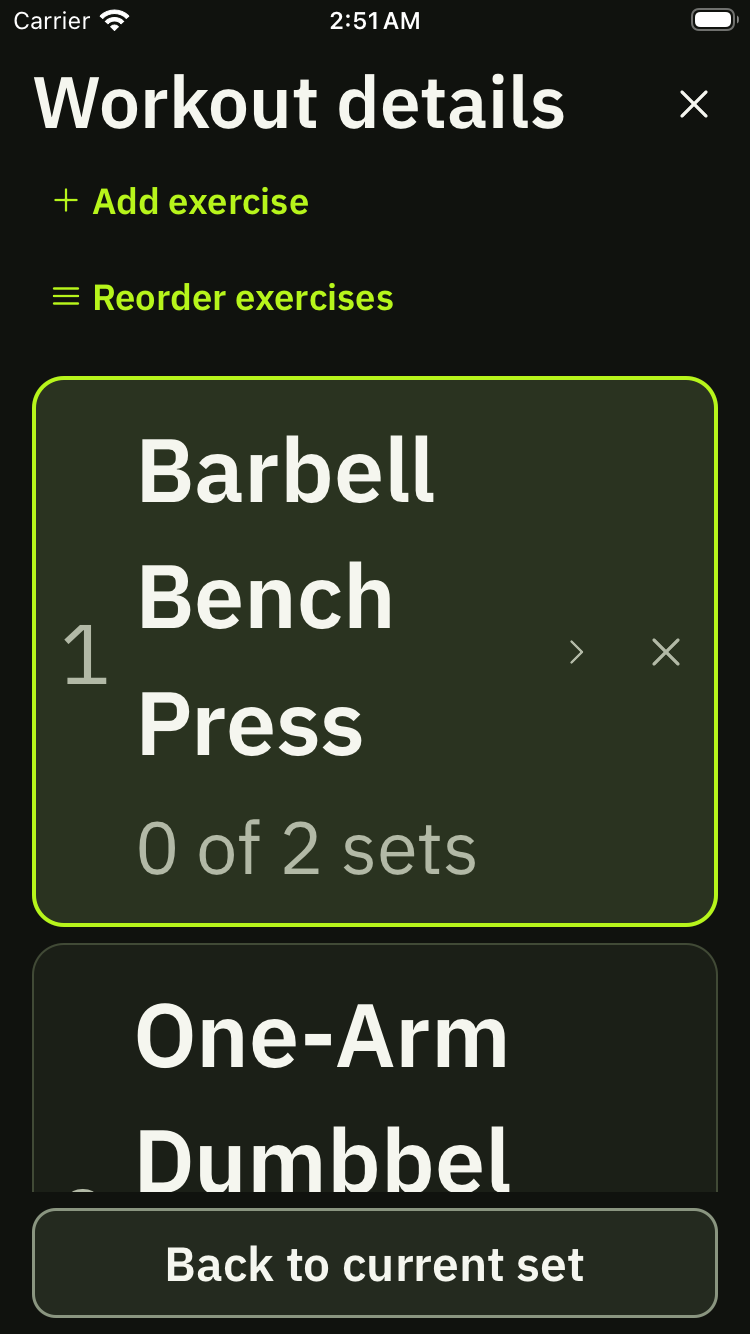 Carrier 2:51 AM
Workout details
Add exercise
Reorder exercises
1
Barbell
Bench
Press
0 of 2 sets
One-Arm
Dumbbel
Back to current set